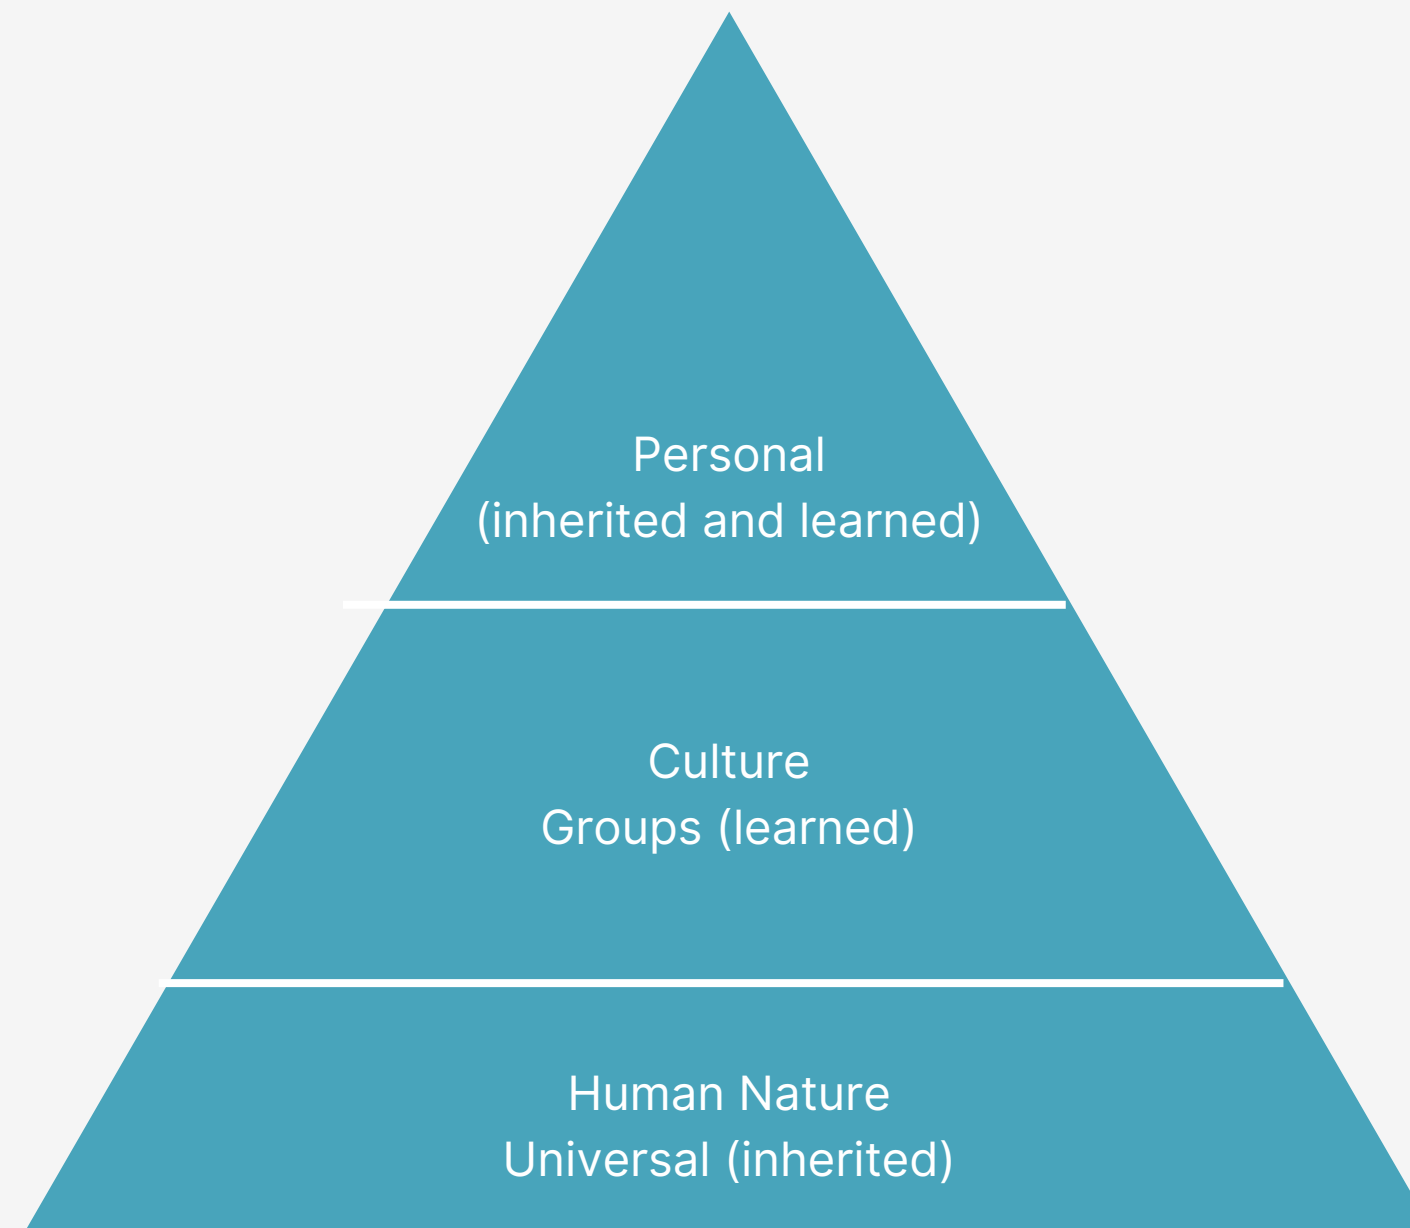 Personal
(inherited and learned)
Culture
Groups (learned)
Human Nature
Universal (inherited)